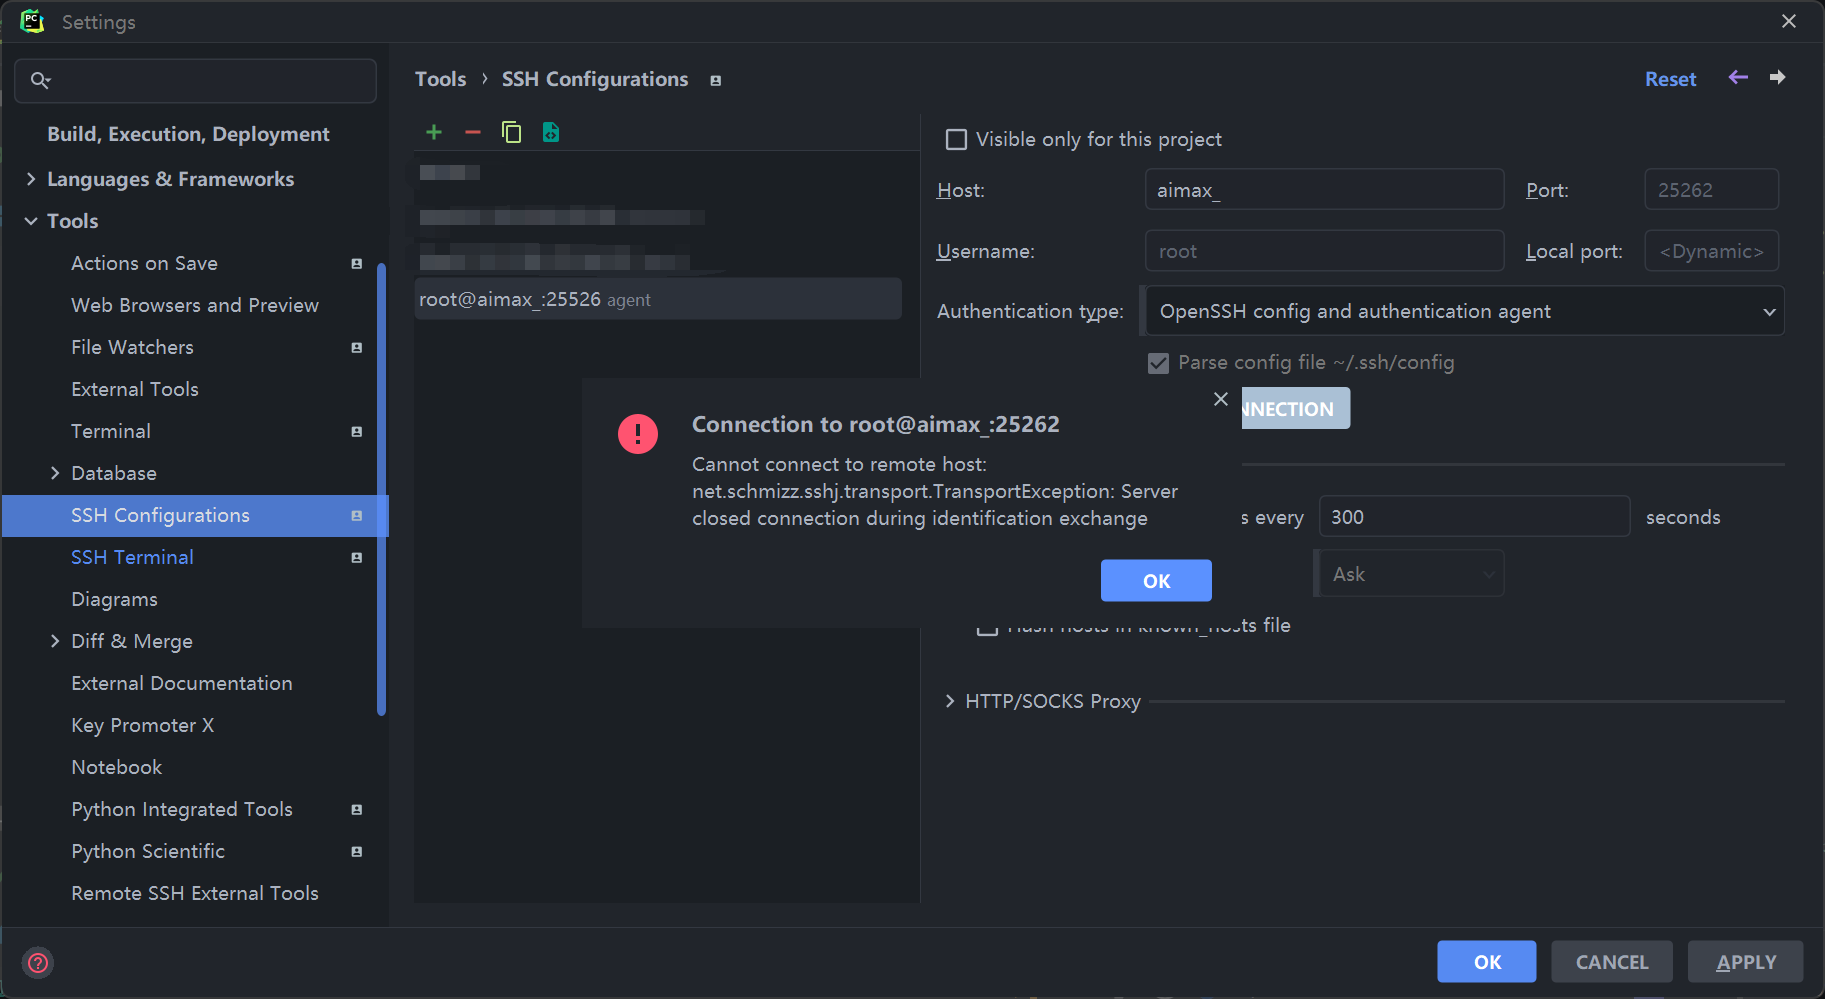 PC
Settings
Tools › SSH Configurations
Reset
Build, Execution, Deployment
Languages & Frameworks
Tools
Actions on Save
Web Browsers and Preview
File Watchers
External Tools
Terminal
Database
SSH Configurations
SSH Terminal
Diagrams
Diff & Merge
External Documentation
Key Promoter X
Notebook
Python Integrated Tools
Python Scientific
Remote SSH External Tools
root@aimax_:25526 agent
Visible only for this project
Host: aimax_ Port: 25262
Username: root Local port: <Dynamic>
Authentication type: OpenSSH config and authentication agent
Parse config file ~/.ssh/config
NNECTION
Connection to root@aimax_:25262
Cannot connect to remote host:
net.schmizz.sshj.transport.TransportException: Server
closed connection during identification exchange
OK
s every 300 seconds
Ask
Hash hosts in known_hosts file
HTTP/SOCKS Proxy
OK CANCEL APPLY